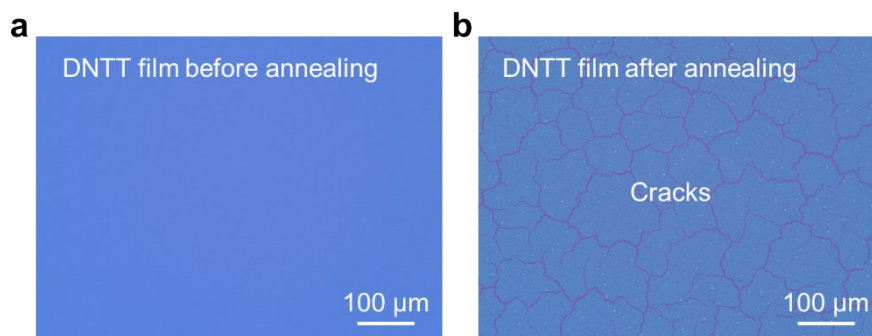 a
DNTT film before annealing
100 μm
b
DNTT film after annealing
Cracks
100 μm